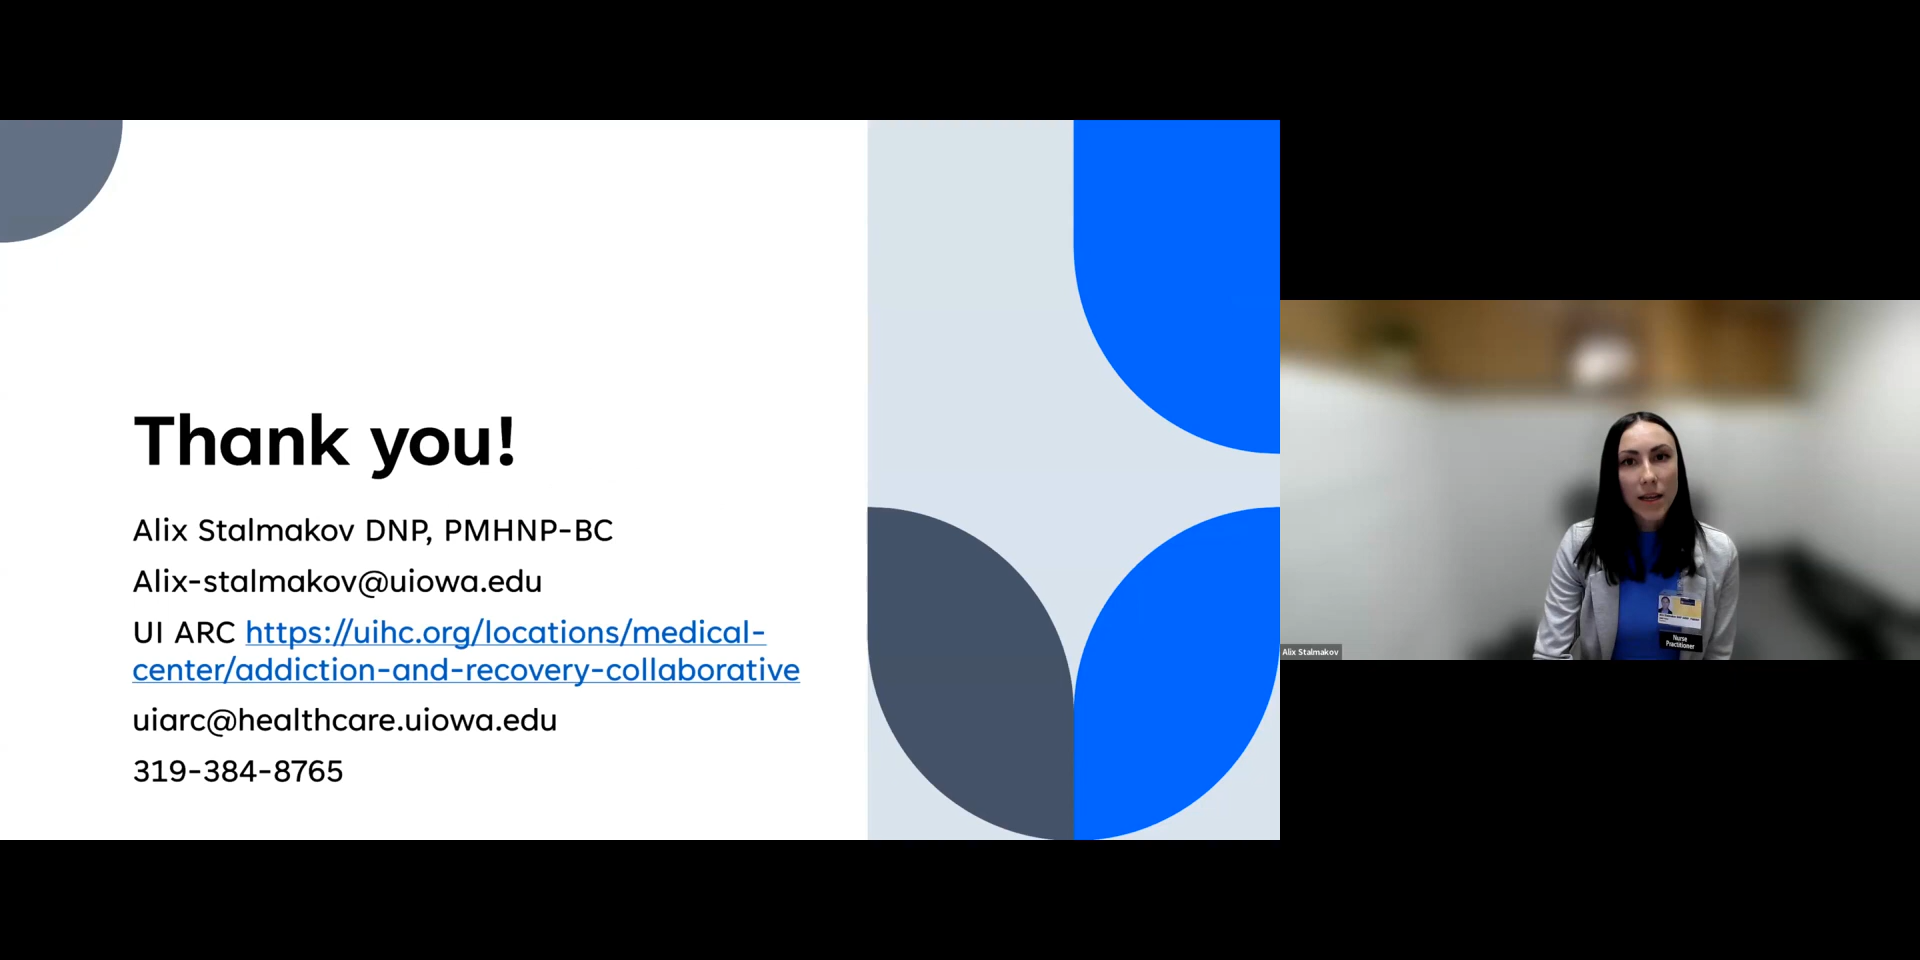 Thank you!
Alix Stalmakov DNP, PMHNP-BC
Alix-stalmakov@uiowa.edu
UI ARC https://uihc.org/locations/medical-
center/addiction-and-recovery-collaborative
uiarc@healthcare.uiowa.edu
319-384-8765
Alix Stalmakov
Nurse
Practitioner